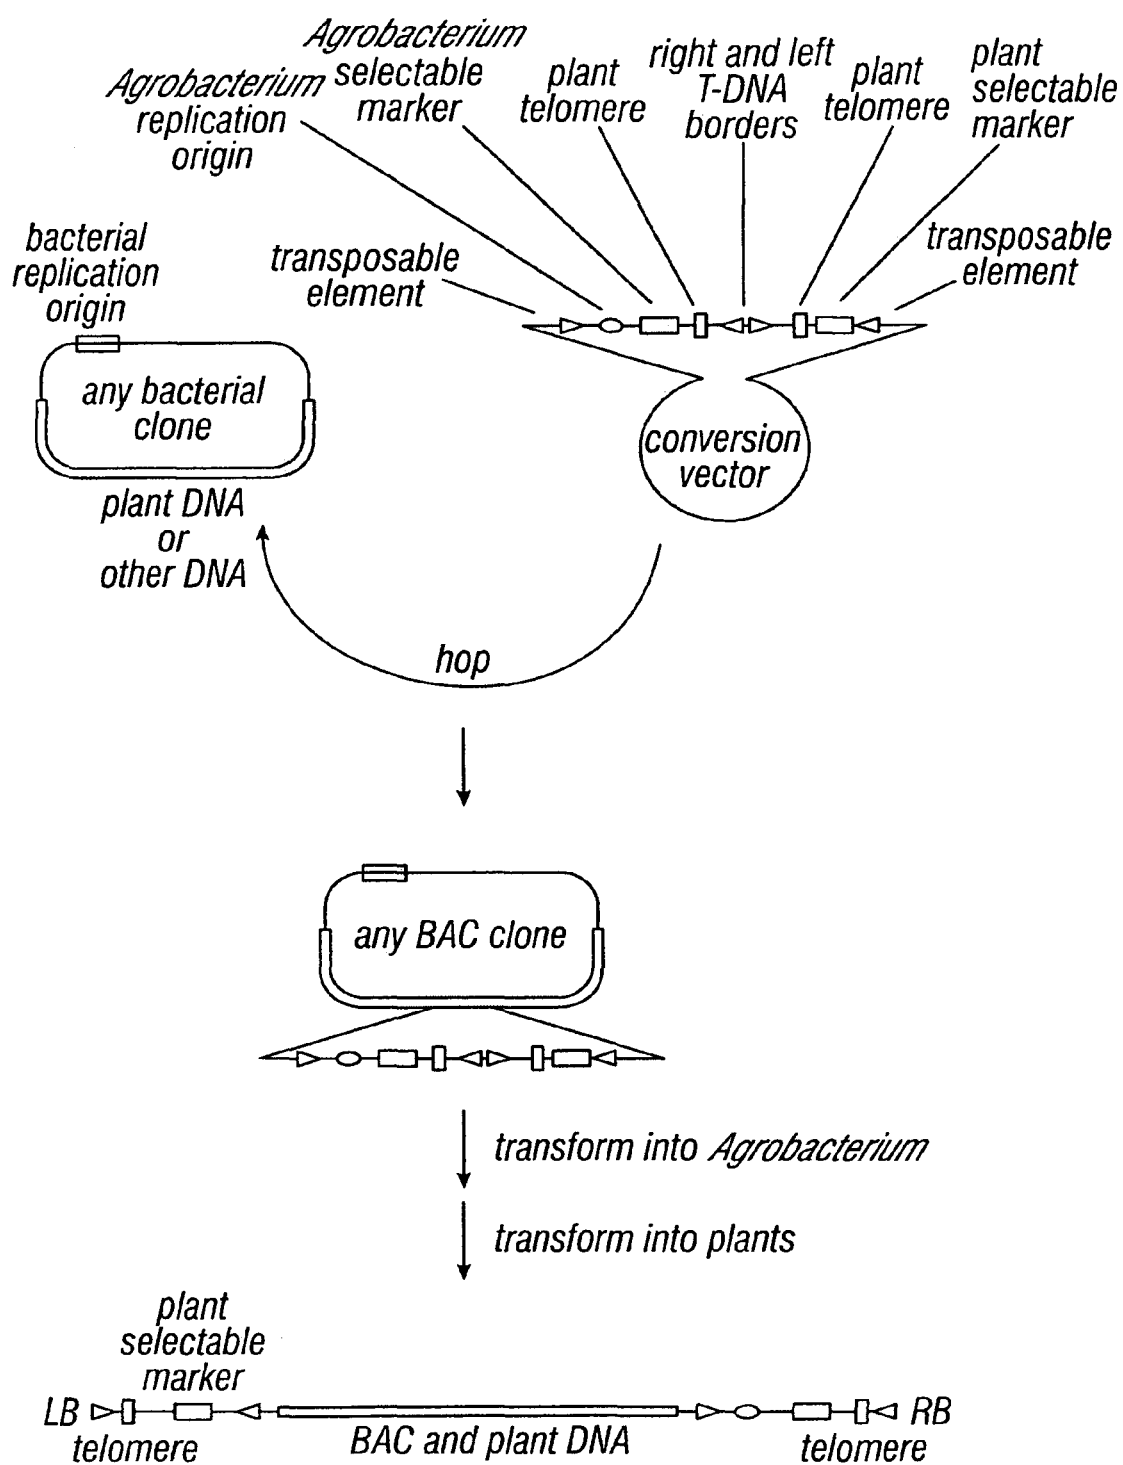 Agrobacterium
replication
origin
Agrobacterium
selectable
marker
plant
telomere
right and left
T-DNA
borders
plant
telomere
plant
selectable
marker
bacterial
replication
origin
transposable
element
transposable
element
any bacterial
clone
conversion
vector
plant DNA
or
other DNA
hop
any BAC clone
transform into Agrobacterium
transform into plants
plant
selectable
marker
LB
RB
telomere
BAC and plant DNA
telomere